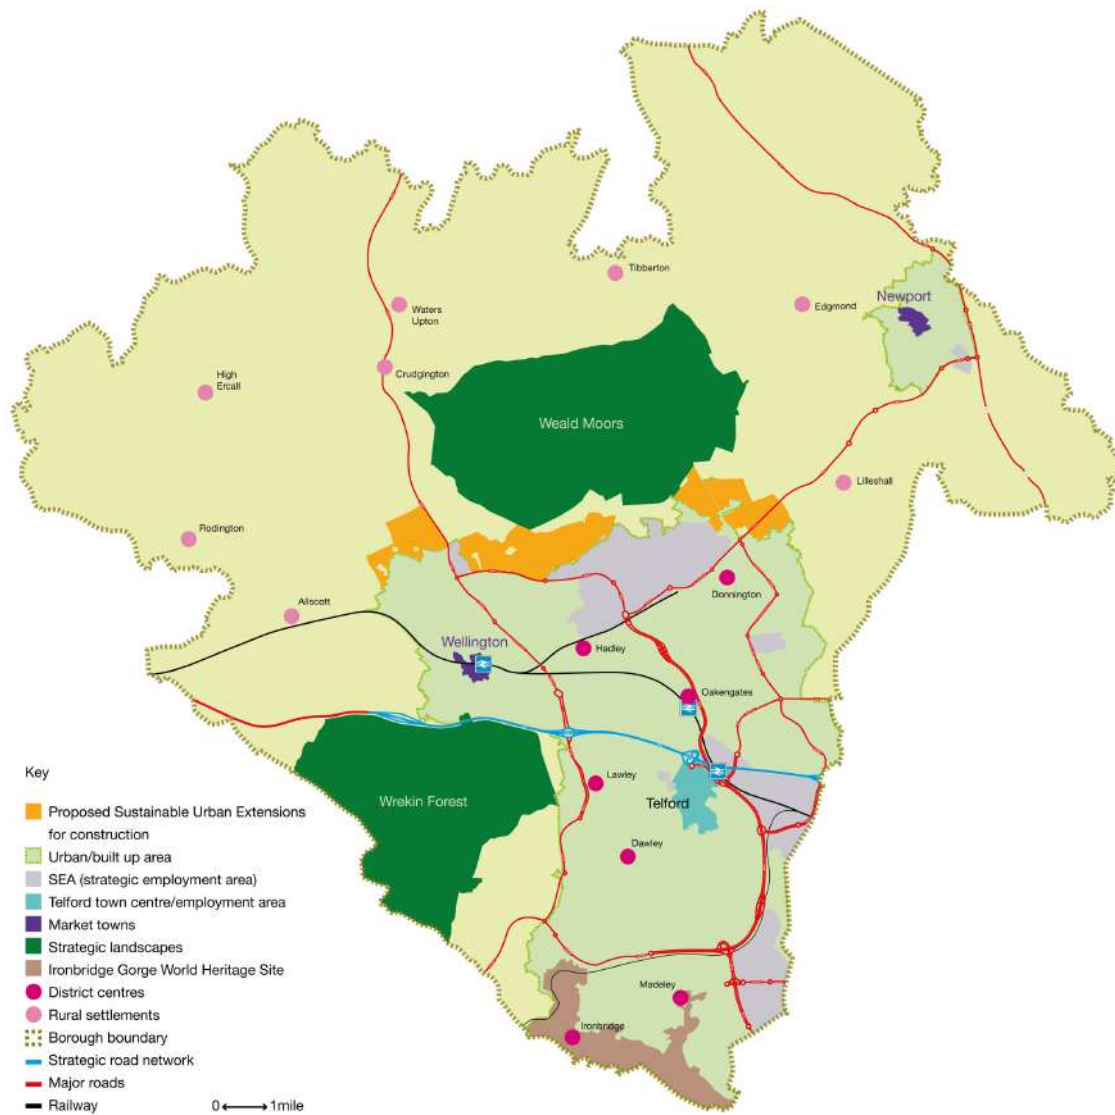 Tibberton
Newport
Edgmond
Waters
Upton
Crudgington
High
Ercall
Weald Moors
Lilleshall
Rodington
Donnington
Allscott
Wellington
Hadley
Oakengates
Lawley
Telford
Wrekin Forest
Dawley
Madeley
Ironbridge
Key
Proposed Sustainable Urban Extensions
for construction
Urban/built up area
SEA (strategic employment area)
Telford town centre/employment area
Market towns
Strategic landscapes
Ironbridge Gorge World Heritage Site
District centres
Rural settlements
Borough boundary
Strategic road network
Major roads
Railway
0 1mile